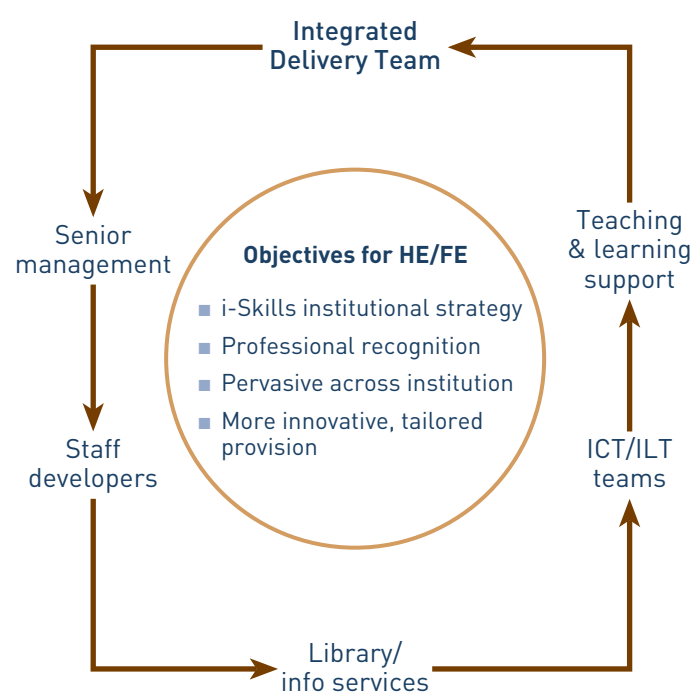 Integrated
Delivery Team
Senior
management
Teaching
& learning
support
Objectives for HE/FE
i-Skills institutional strategy
Professional recognition
Pervasive across institution
More innovative, tailored
provision
Staff
developers
ICT/ILT
teams
Library/
info services